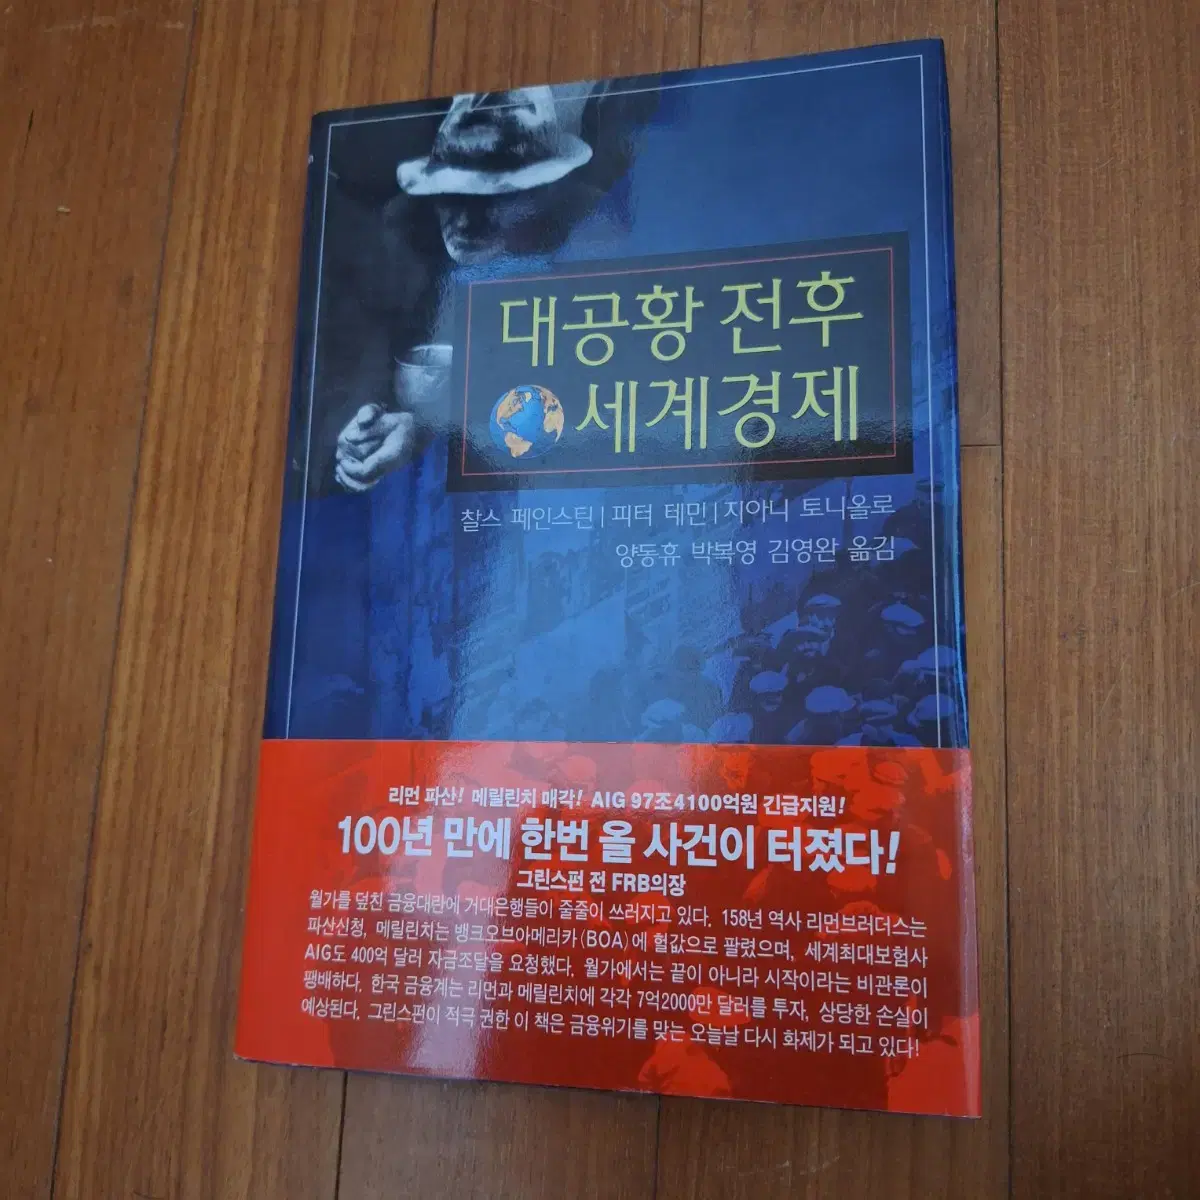 대공황 전후
세계경제
찰스 페인스틴 | 피터 테민 | 지아니 토니올로
양동휴 박복영 김영완 옮김
리먼 파산! 메릴린치 매각! AIG 97조4100억원 긴급지원!
100년 만에 한번 올 사건이 터졌다!
그린스펀 전 FRB의장
월가를 덮친 금융대란에 거대은행들이 줄줄이 쓰러지고 있다. 158년 역사 리먼브러더스는
파산신청, 메릴린치는 뱅크오브아메리카(BOA)에 헐값으로 팔렸으며, 세계최대보험사
AIG도 400억 달러 자금조달을 요청했다. 월가에서는 끝이 아니라 시작이라는 비관론이
팽배하다. 한국 금융계는 리먼과 메릴린치에 각각 7억2000만 달러를 투자, 상당한 손실이
예상된다. 그린스펀이 적극 권한 이 책은 금융위기를 맞는 오늘날 다시 화제가 되고 있다!